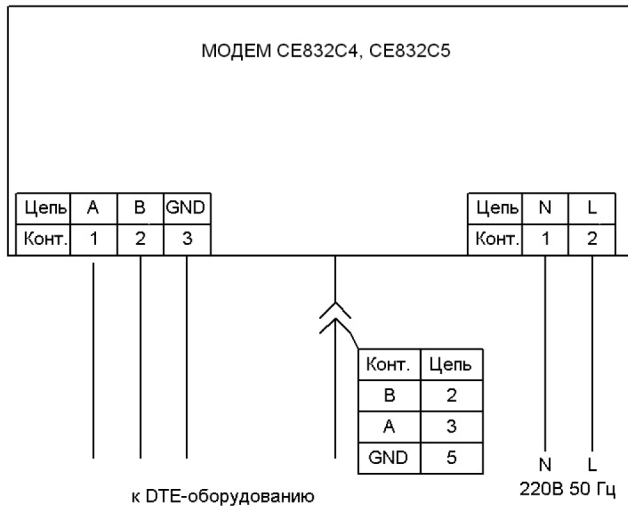 МОДЕМ CE832C4, CE832C5
Цепь A B GND
Конт. 1 2 3
Цепь N L
Конт. 1 2
Конт. Цепь
B 2
A 3
GND 5
N L
220В 50 Гц
к DTE-оборудованию